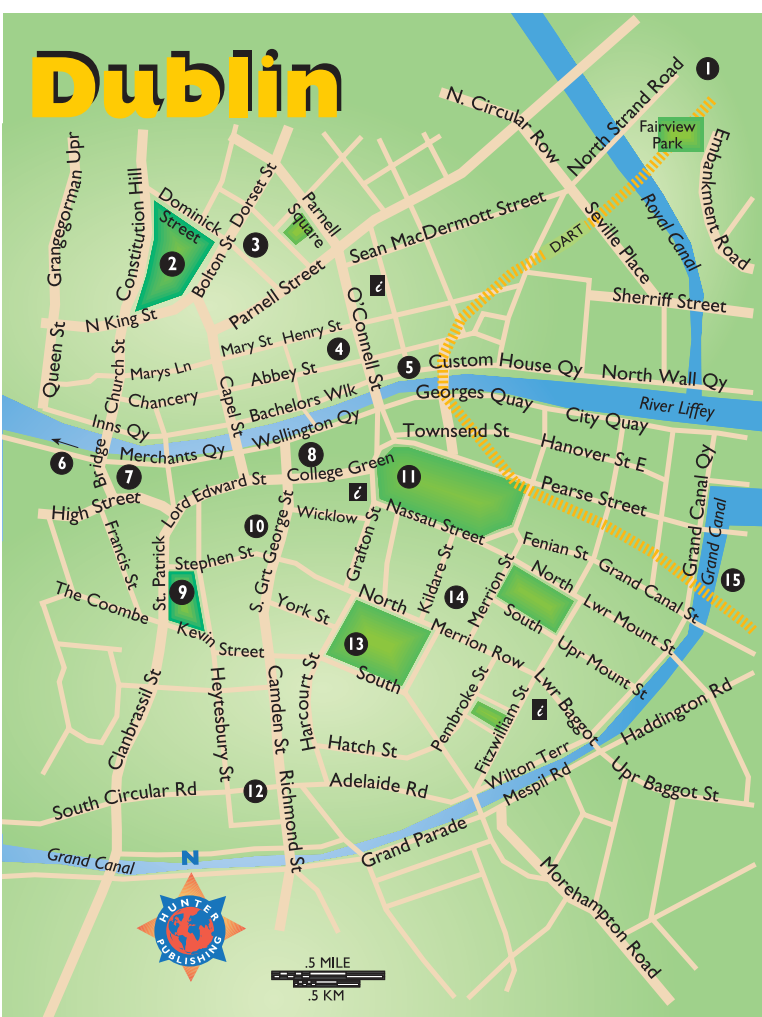 Dublin
1
North Strand Road
N. Circular Row
Fairview
Park
Embankment Road
Grangegorman Upr
Constitution Hill
Dominick
Street
Dorset St
Parnell
Square
Royal Canal
Seville Place
Sean MacDermott Street
DART
3
2
Bolton St
Parnell Street
i
O'Connell St
Sherriff Street
N King St
Queen St
Church St
Mary St
Henry St
4
Marys Ln
Abbey St
5
Custom House Qy
North Wall Qy
Chancery
Capel St
Bachelors Wlk
Georges Quay
City Quay
River Liffey
Inns Qy
Wellington Qy
Townsend St
Hanover St E
Merchants Qy
6
Bridge
7
8
College Green
11
Pearse Street
Grand Canal Qy
Grand Canal
High Street
Lord Edward St
i
Nassau Street
Francis St
10
Wicklow
Grafton St
S. Grt George St
St. Patrick
Stephen St
Fenian St
Grand Canal St
15
The Coombe
9
Kildare St
14
Merrion St
North
South
Lwr Mount St
Kevin Street
York St
North
13
South
Merrion Row
Upr Mount St
Clanbrassil St
Heytesbury St
Camden St
Harcourt St
Pembroke St
Fitzwilliam St
i
Lwr Baggot
Haddington Rd
Hatch St
Wilton Terr
Mespil Rd
Upr Baggot St
South Circular Rd
12
Richmond St
Adelaide Rd
Grand Parade
Grand Canal
Morehampton Road
N
HUNTER
PUBLISHING
.5 MILE
.5 KM